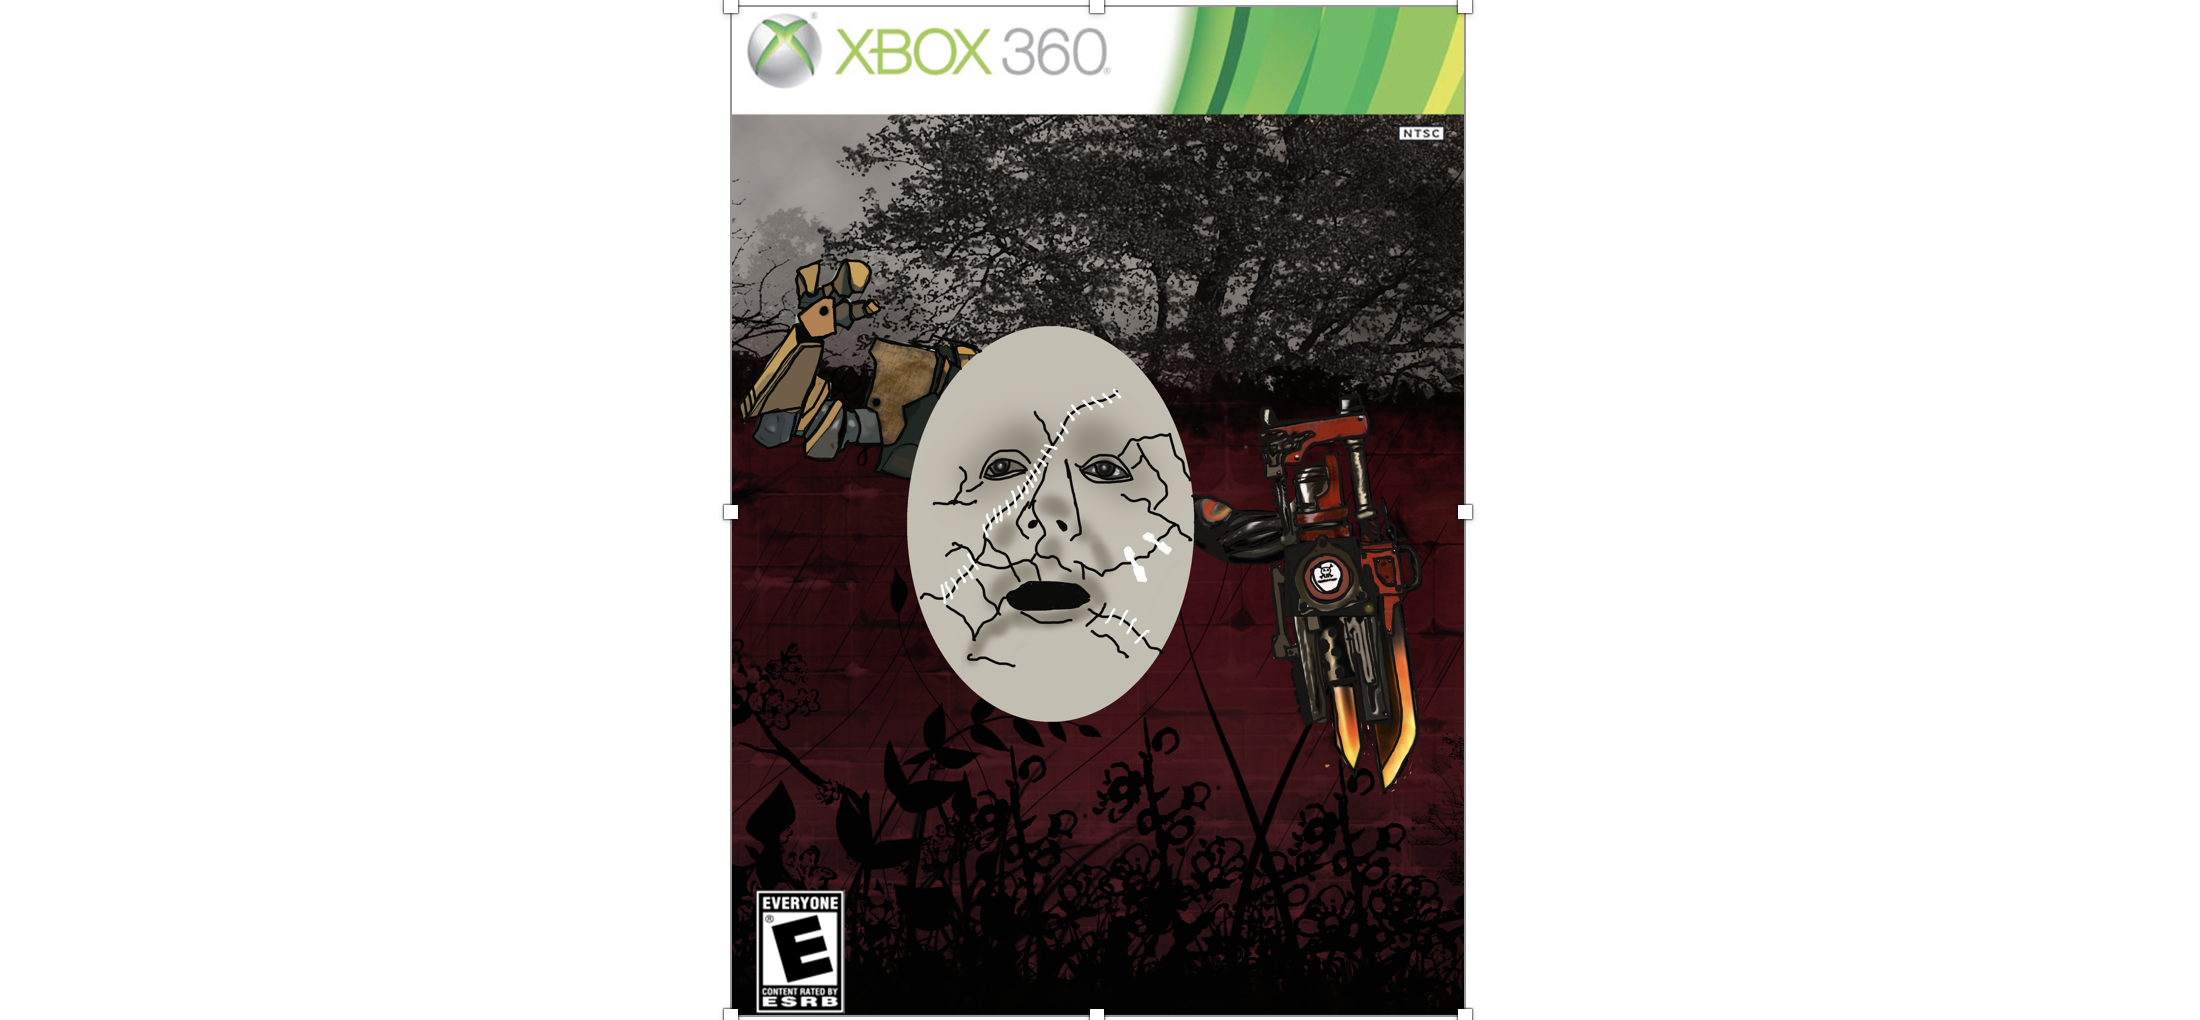 XBOX 360
NTSC
EVERYONE
E
CONTENT RATED BY
ESRB